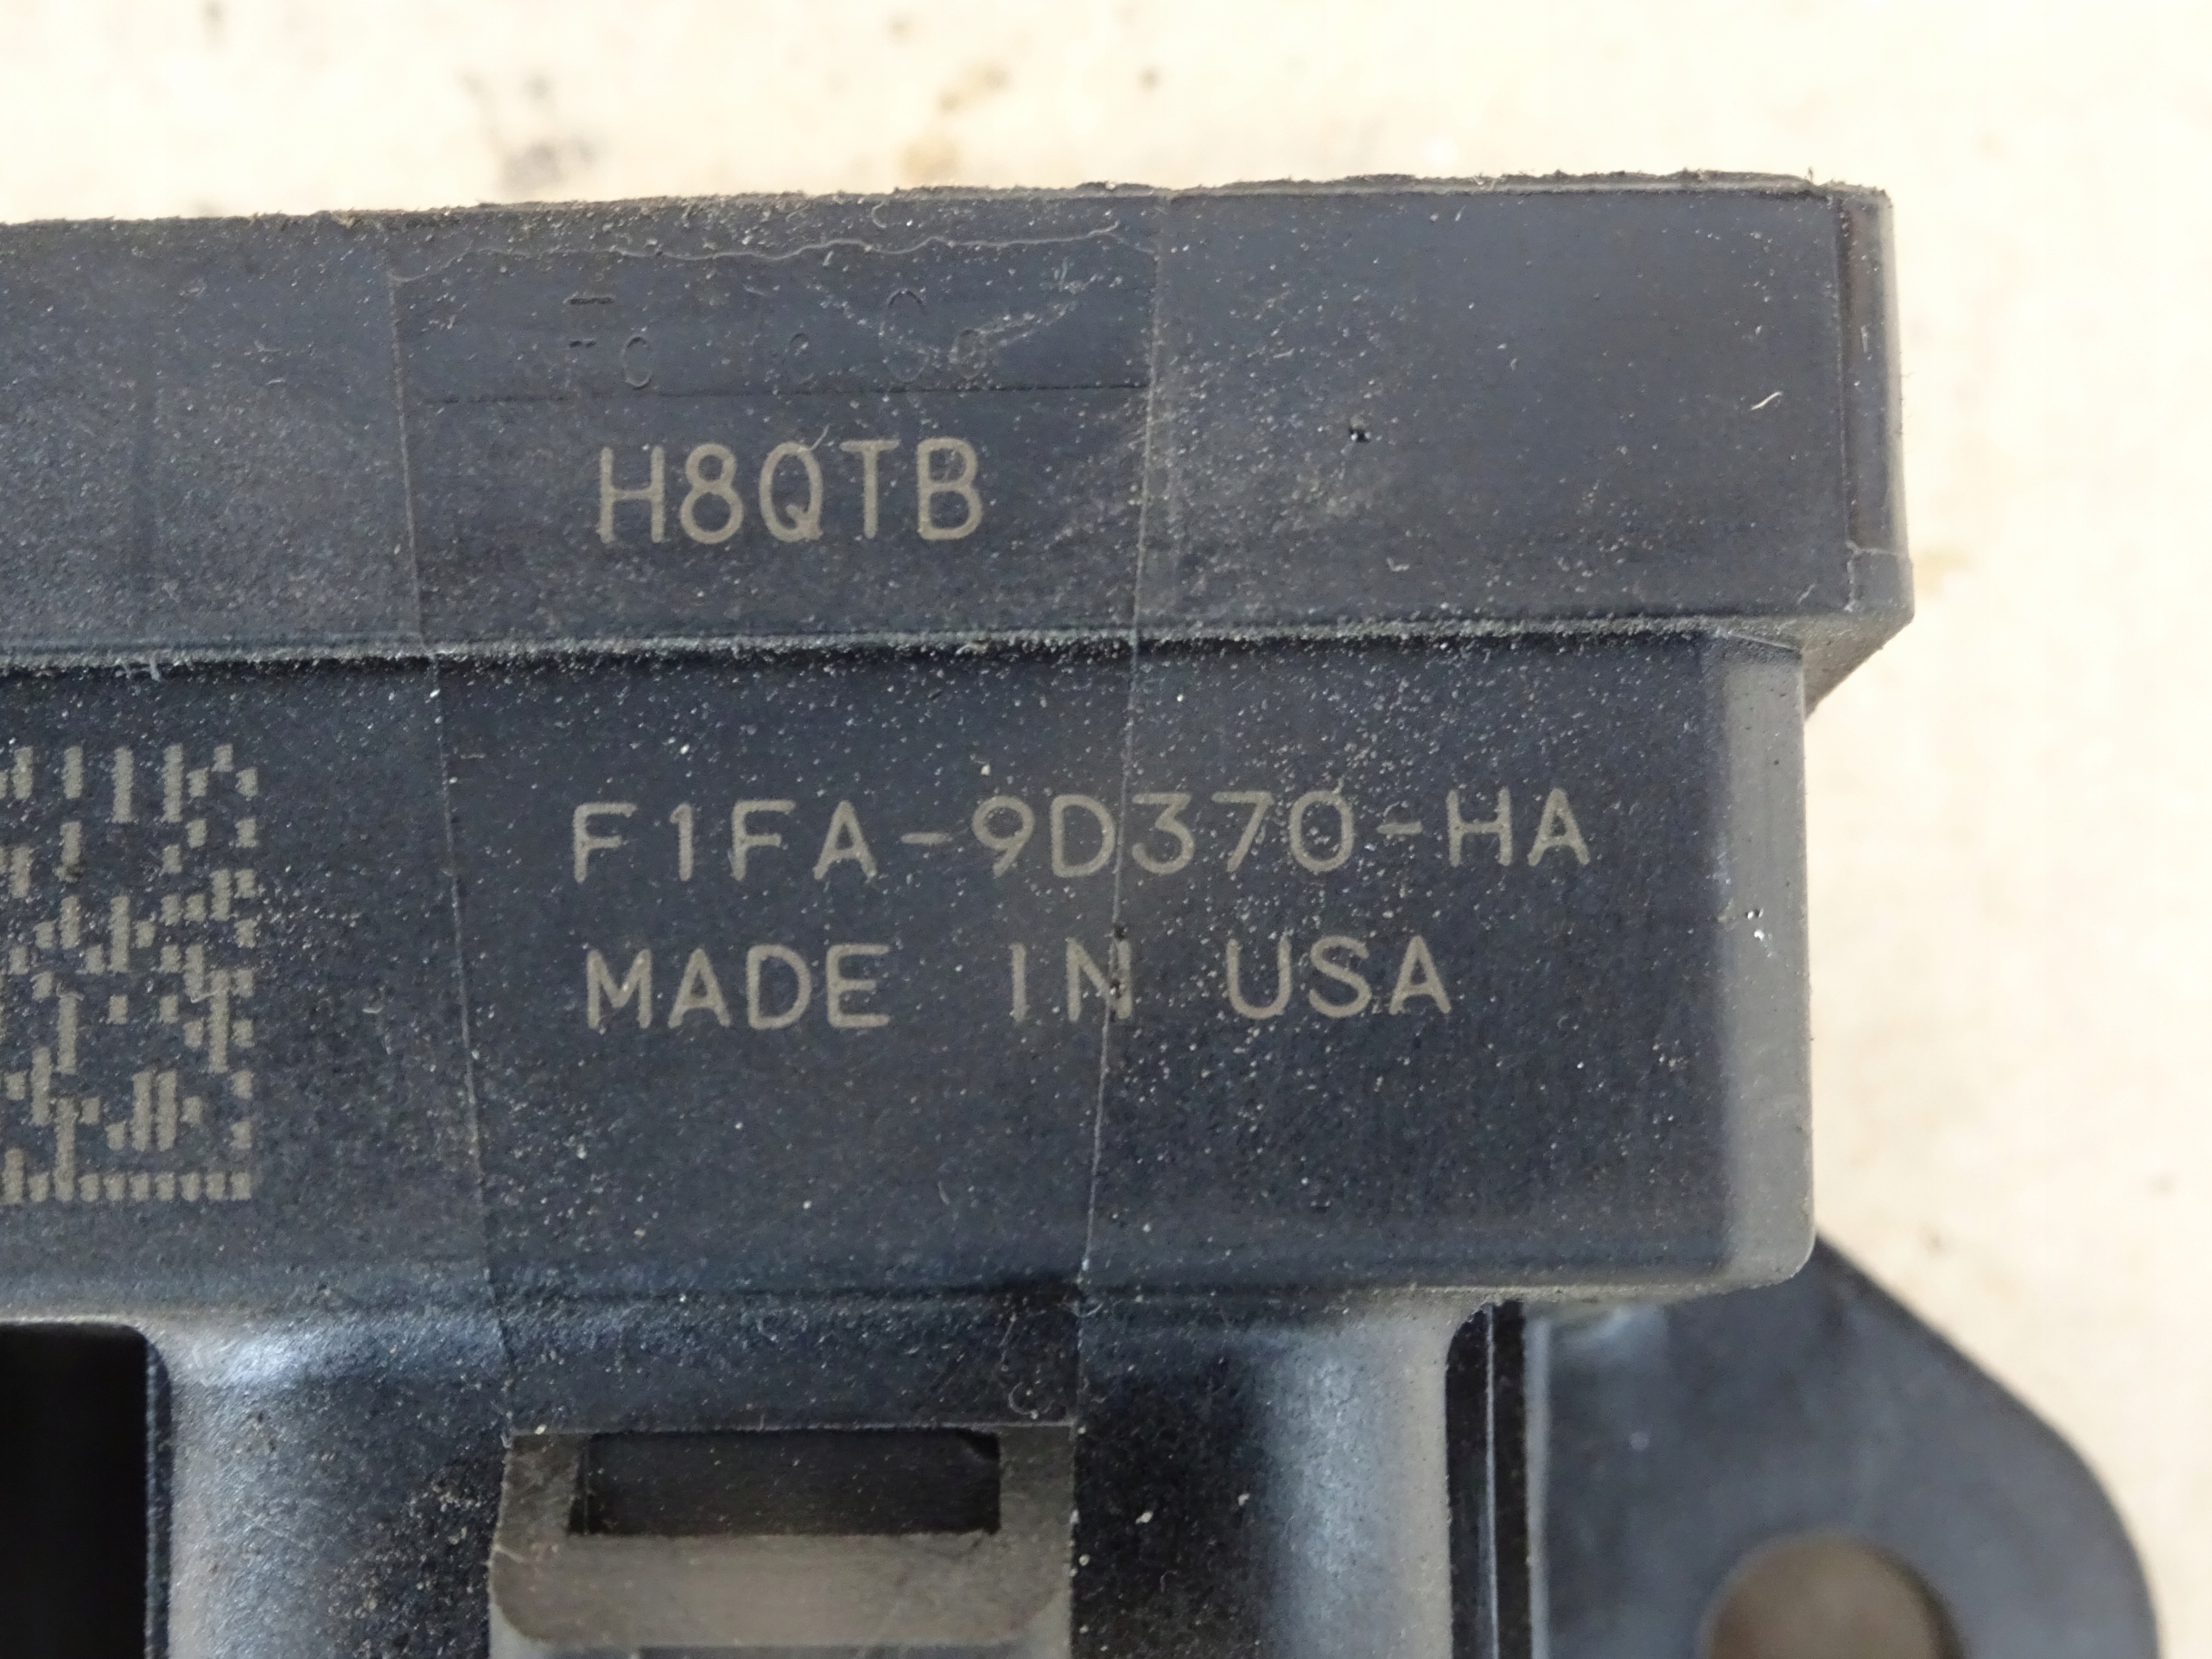 H8QTB
F1FA-9D370-HA
MADE IN USA